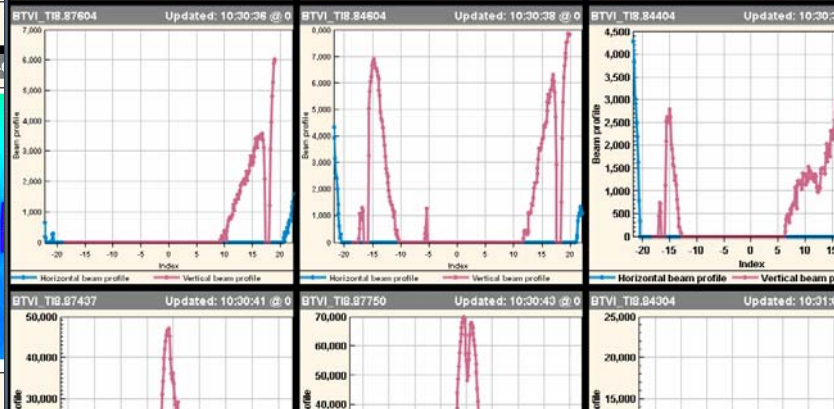 BTVI_TI8.87604 Updated: 10:30:36 @ 0
7,000
6,000
5,000
4,000
3,000
2,000
1,000
0
Beam profile
-20 -15 -10 -5 0 5 10 15 20
Index
Horizontal beam profile Vertical beam profile
BTVI_TI8.84604 Updated: 10:30:38 @ 0
8,000
7,000
6,000
5,000
4,000
3,000
2,000
1,000
0
Beam profile
-20 -15 -10 -5 0 5 10 15 20
Index
Horizontal beam profile Vertical beam profile
BTVI_TI8.84404 Updated: 10:30:
4,500
4,000
3,500
3,000
2,500
2,000
1,500
1,000
500
0
Beam profile
-20 -15 -10 -5 0 5 10 15
Index
Horizontal beam profile Vertical beam p
BTVI_TI8.87437 Updated: 10:30:41 @ 0
50,000
40,000
30,000
ofile
BTVI_TI8.87750 Updated: 10:30:43 @ 0
70,000
60,000
50,000
40,000
ofile
BTVI_TI8.84304 Updated: 10:31:0
25,000
20,000
15,000
ofile